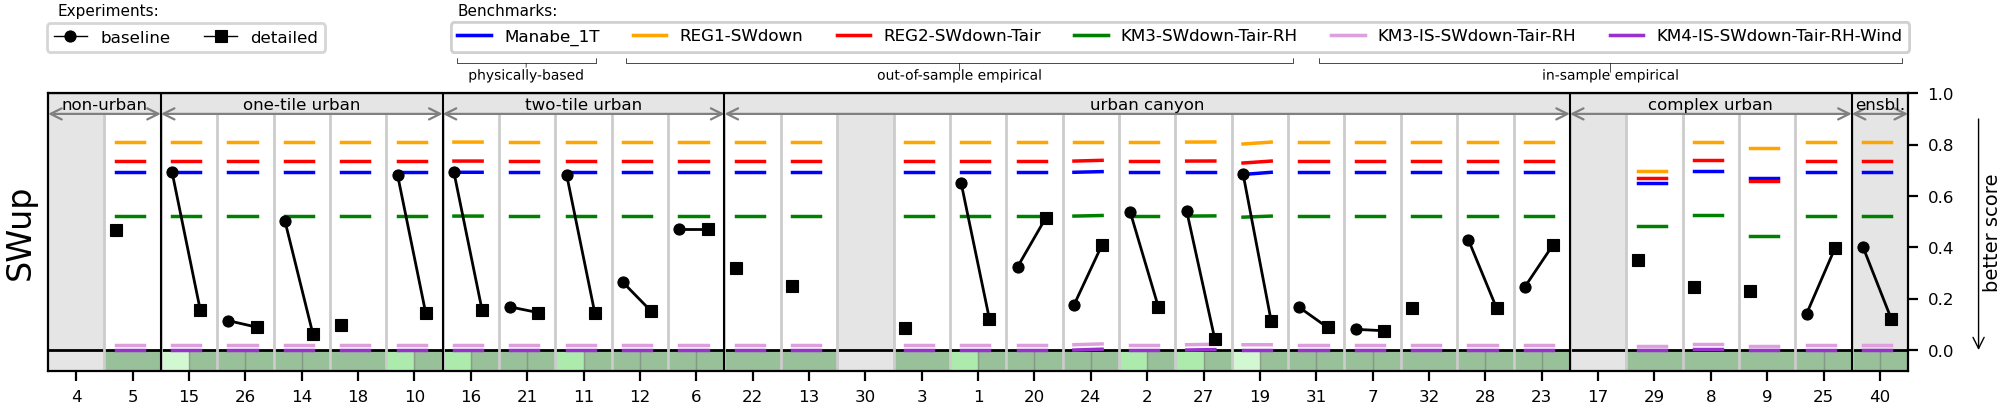 Experiments:
baseline detailed
Benchmarks:
Manabe_1T REG1-SWdown REG2-SWdown-Tair KM3-SWdown-Tair-RH KM3-IS-SWdown-Tair-RH KM4-IS-SWdown-Tair-RH-Wind
physically-based out-of-sample empirical in-sample empirical
non-urban one-tile urban two-tile urban urban canyon complex urban ensbl.
SWup
1.0
0.8
0.6
0.4
0.2
0.0
better score
4 5 15 26 14 18 10 16 21 11 12 6 22 13 30 3 1 20 24 2 27 19 31 7 32 28 23 17 29 8 9 25 40